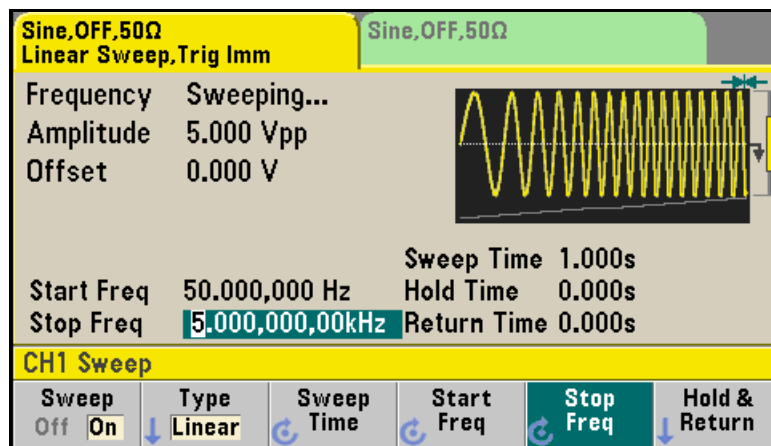 Sine,OFF,50Ω
Linear Sweep,Trig Imm
Sine,OFF,50Ω
Frequency Sweeping...
Amplitude 5.000 Vpp
Offset 0.000 V
Sweep Time 1.000s
Start Freq 50.000,000 Hz Hold Time 0.000s
Stop Freq 5.000,000,00kHz Return Time 0.000s
CH1 Sweep
Sweep Off On
Type Linear
Sweep Time
Start Freq
Stop Freq
Hold & Return